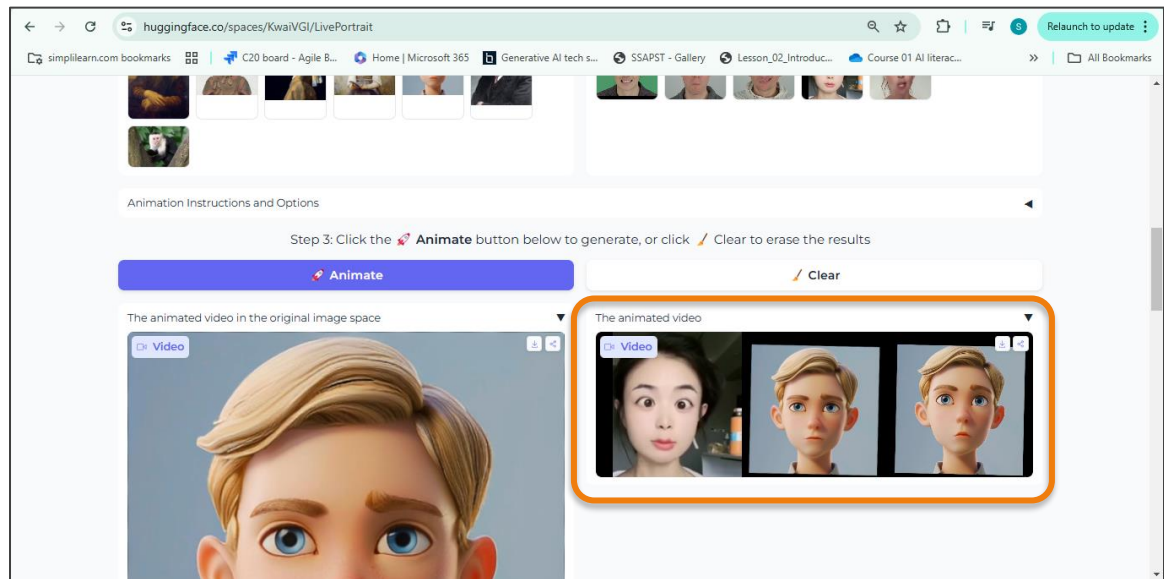 huggingface.co/spaces/KwaiVGI/LivePortrait
S
Relaunch to update
simplilearn.com bookmarks
C20 board - Agile B...
Home | Microsoft 365
b
Generative AI tech s...
SSAPST - Gallery
Lesson_02_Introduc...
Course 01 AI literac...
»
All Bookmarks
Animation Instructions and Options
Step 3: Click the 🚀 Animate button below to generate, or click 🧹 Clear to erase the results
🚀 Animate
🧹 Clear
The animated video in the original image space
The animated video
Video
Video